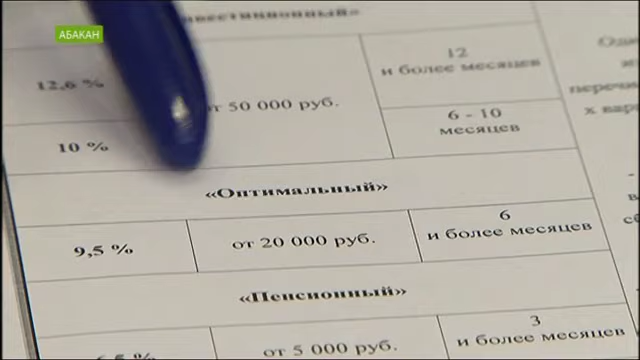 АБАКАН
12,6 %
от 50 000 руб.
12
и более месяцев
10 %
6 - 10
месяцев
«Оптимальный»
9,5 %
от 20 000 руб.
6
и более месяцев
«Пенсионный»
от 5 000 руб.
3
и более месяцев